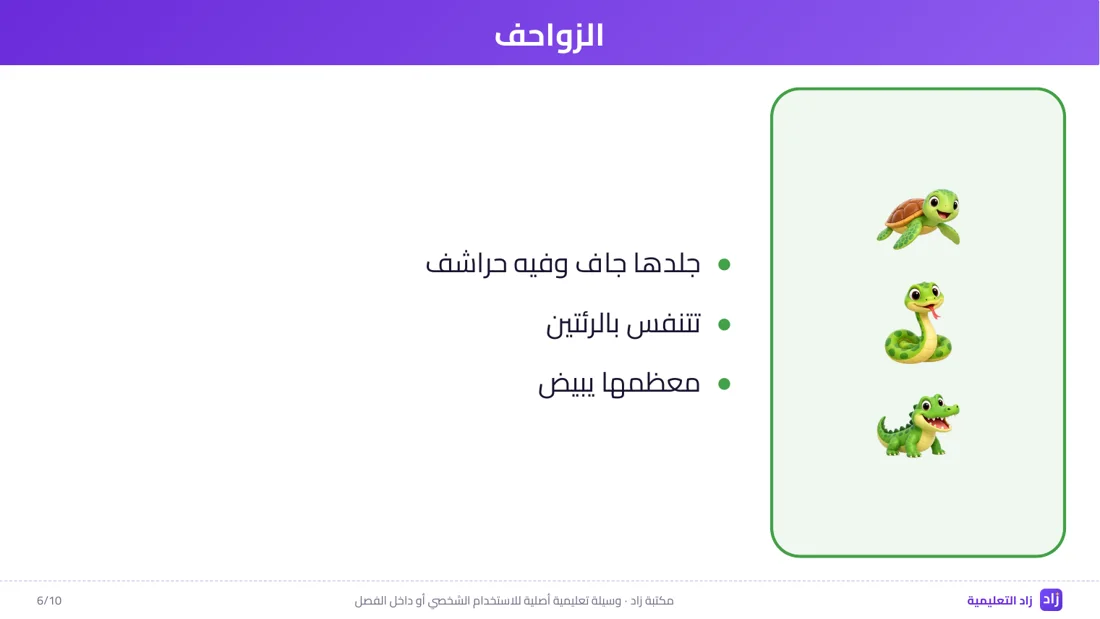 الزواحف
جلدها جاف وفيه حراشف
تتنفس بالرئتين
معظمها يبيض
زاد زاد التعليمية
مكتبة زاد · وسيلة تعليمية أصلية للاستخدام الشخصي أو داخل الفصل
6/10